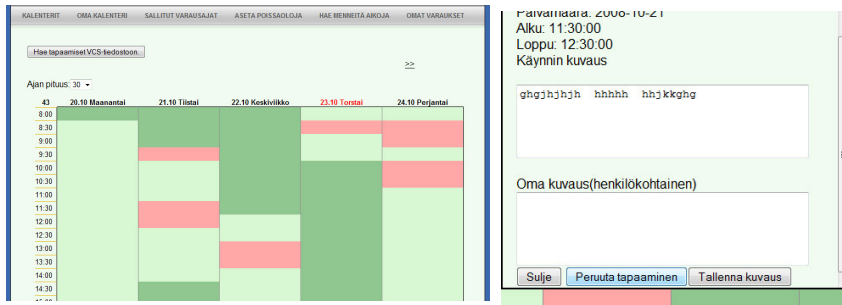 KALENTERIT OMA KALENTERI SALLITUT VARAUSAJAT ASETA POISSAOLOJA HAE MENNEITÄ AIKOJA OMAT VARAUKSET
Hae tapaamiset VCS-tiedostoon.
>>
Ajan pituus: 30
43 20.10 Maanantai 21.10 Tiistai 22.10 Keskiviikko 23.10 Torstai 24.10 Perjantai
8:00
8:30
9:00
9:30
10:00
10:30
11:00
11:30
12:00
12:30
13:00
13:30
14:00
14:30
Päivämäärä: 2008-10-21
Alku: 11:30:00
Loppu: 12:30:00
Käynnin kuvaus
ghgjhjhjh hhhhh hhjkkghg
Oma kuvaus(henkilökohtainen)
Sulje Peruuta tapaaminen Tallenna kuvaus